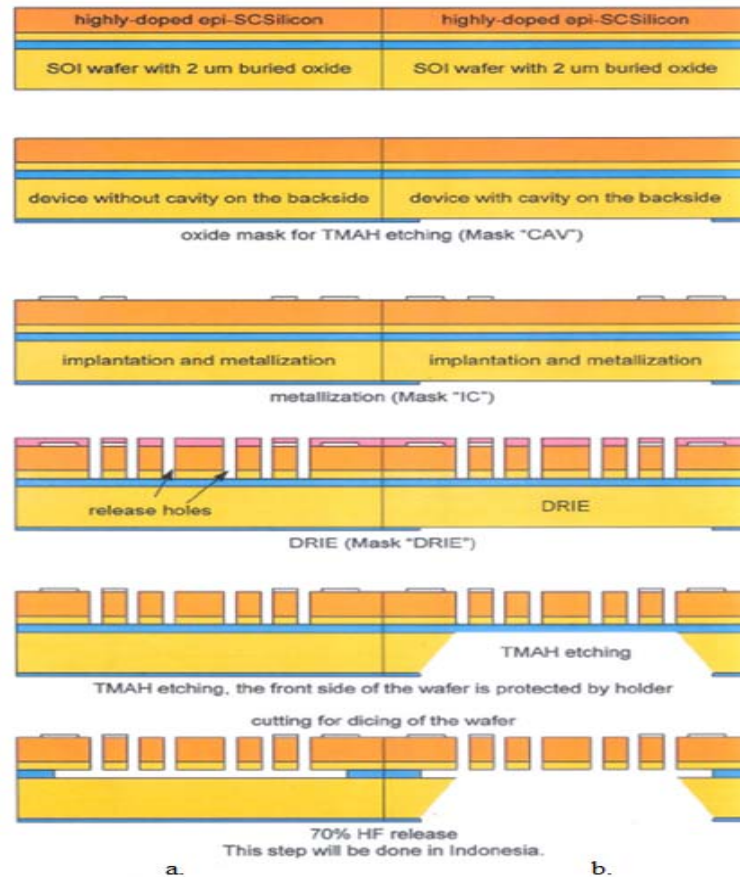 highly-doped epi-SCSilicon highly-doped epi-SCSilicon
SOI wafer with 2 um buried oxide SOI wafer with 2 um buried oxide
device without cavity on the backside device with cavity on the backside
oxide mask for TMAH etching (Mask "CAV")
implantation and metallization implantation and metallization
metallization (Mask "IC")
release holes DRIE
DRIE (Mask "DRIE")
TMAH etching
TMAH etching, the front side of the wafer is protected by holder
cutting for dicing of the wafer
70% HF release
This step will be done in Indonesia.
a. b.